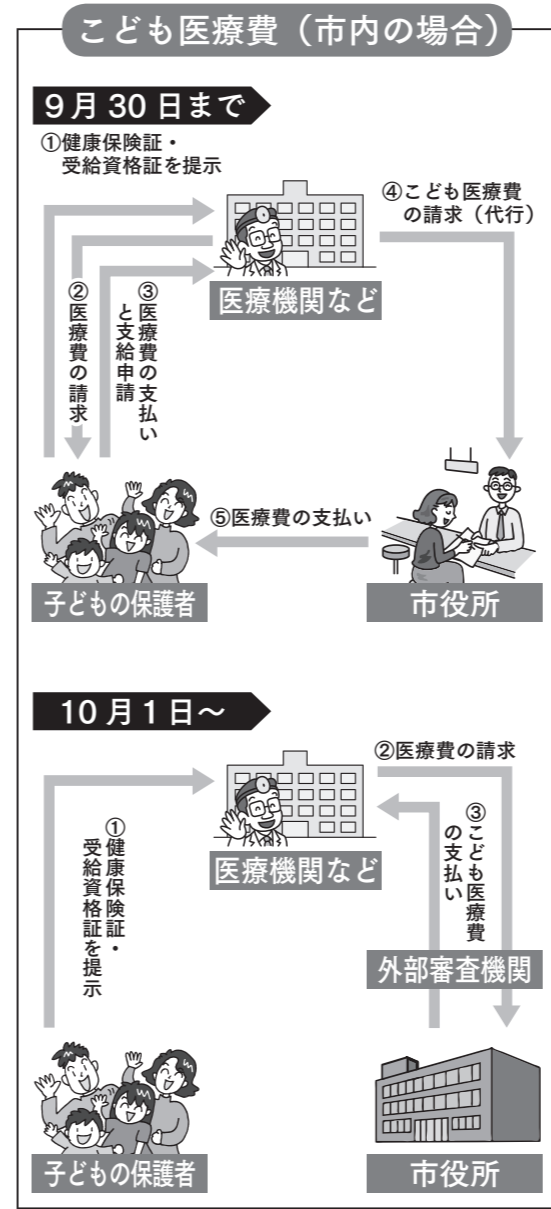 こども医療費（市内の場合）
9月30日まで
①健康保険証・
受給資格証を提示
④こども医療費
の請求（代行）
医療機関など
②医療費の請求
③医療費の支払い
と支給申請
⑤医療費の支払い
子どもの保護者
市役所
10月1日～
②医療費の請求
①健康保険証・
受給資格証を提示
医療機関など
③こども医療費
の支払い
外部審査機関
子どもの保護者
市役所